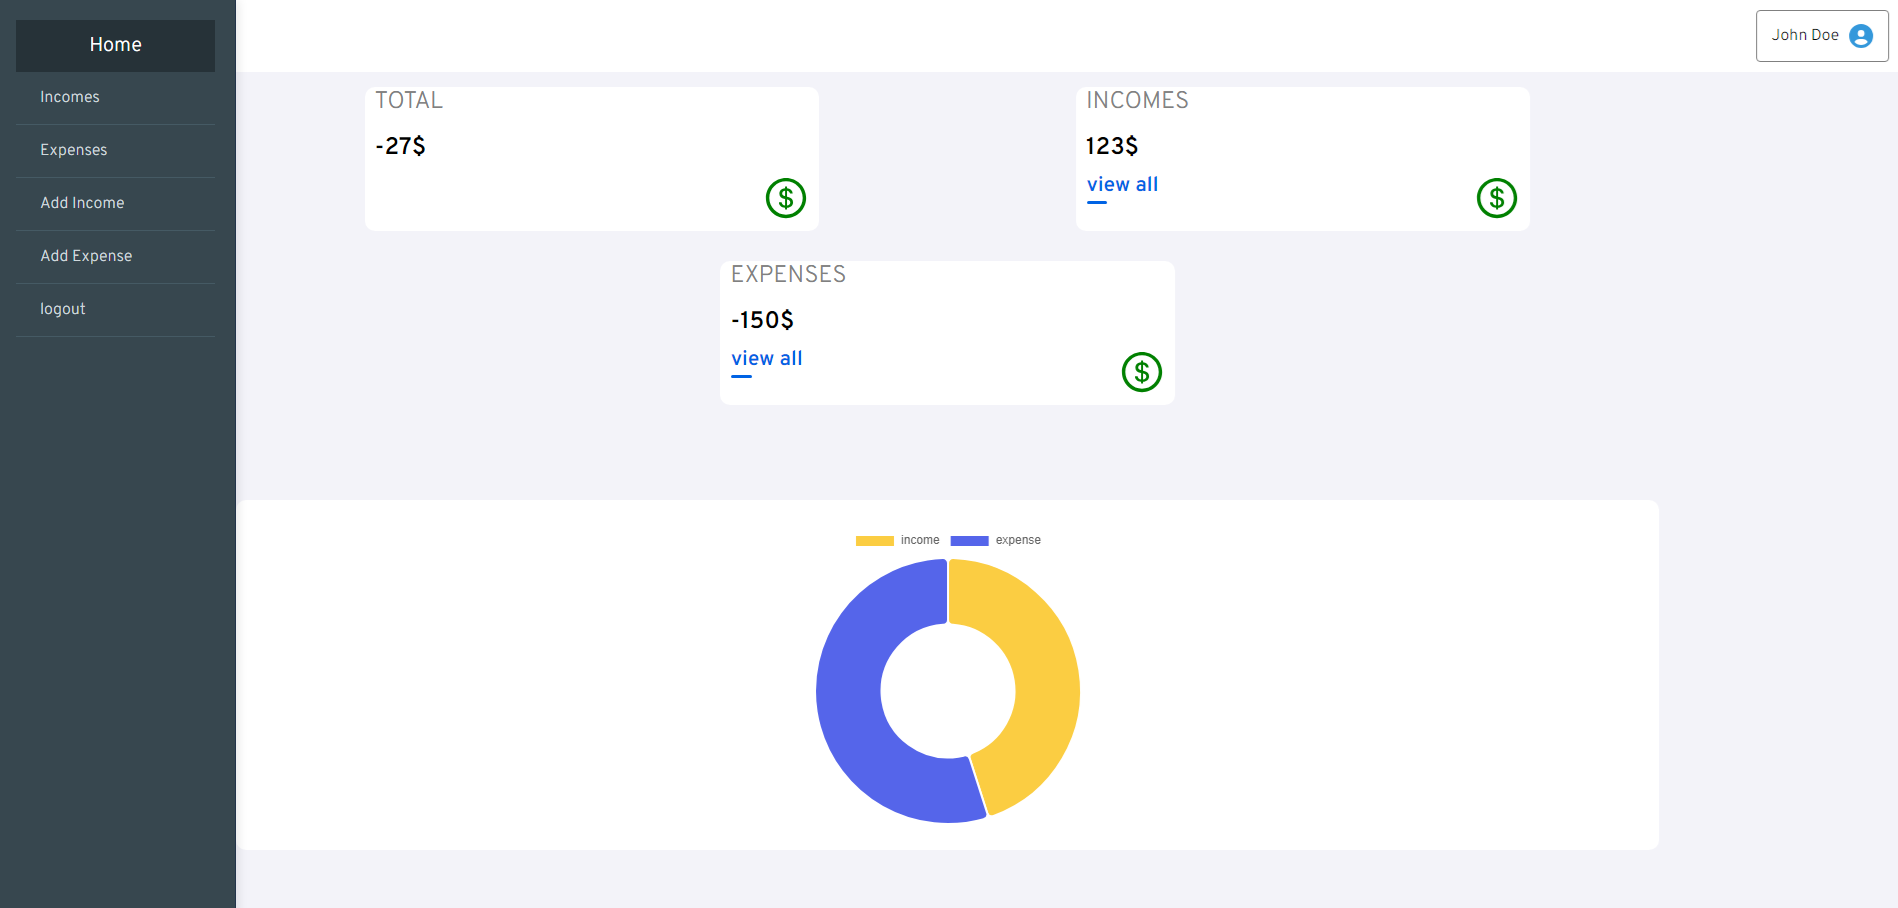 Home
Incomes
Expenses
Add Income
Add Expense
logout
John Doe
TOTAL
-27$
$
INCOMES
123$
view all
$
EXPENSES
-150$
view all
$
income
expense